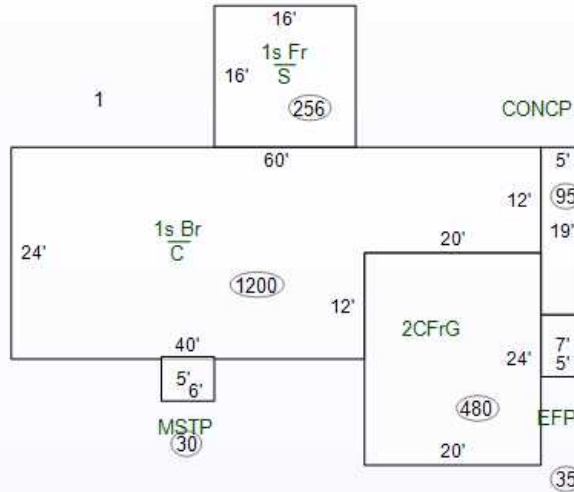 16'
1s Fr
S
16'
256
1
CONCP
60'
5'
12'
95
19'
1s Br
C
24'
20'
1200
12'
2CFrG
40'
24'
7'
5'
5'
6'
480
MSTP
EFP
30
20'
35